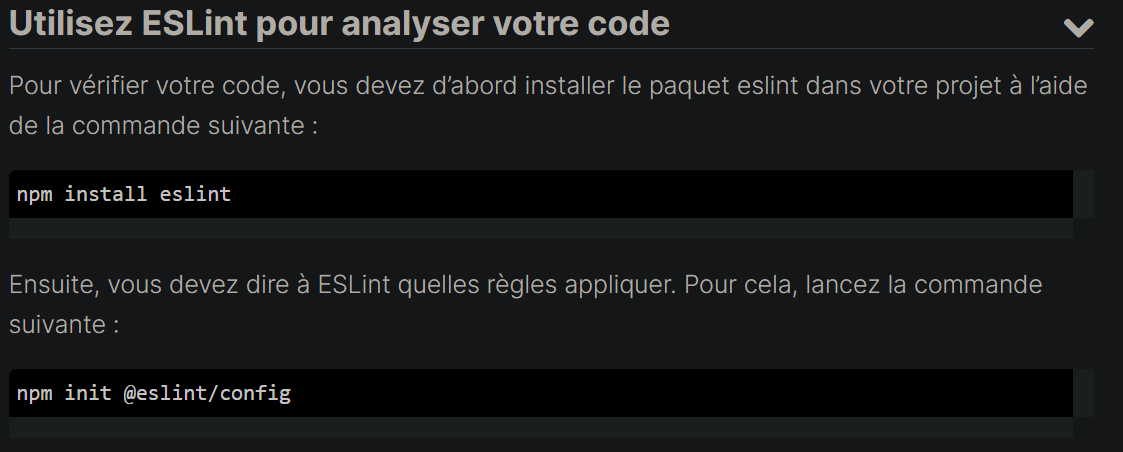 Utilisez ESLint pour analyser votre code
Pour vérifier votre code, vous devez d’abord installer le paquet eslint dans votre projet à l’aide
de la commande suivante :
npm install eslint
Ensuite, vous devez dire à ESLint quelles règles appliquer. Pour cela, lancez la commande
suivante :
npm init @eslint/config